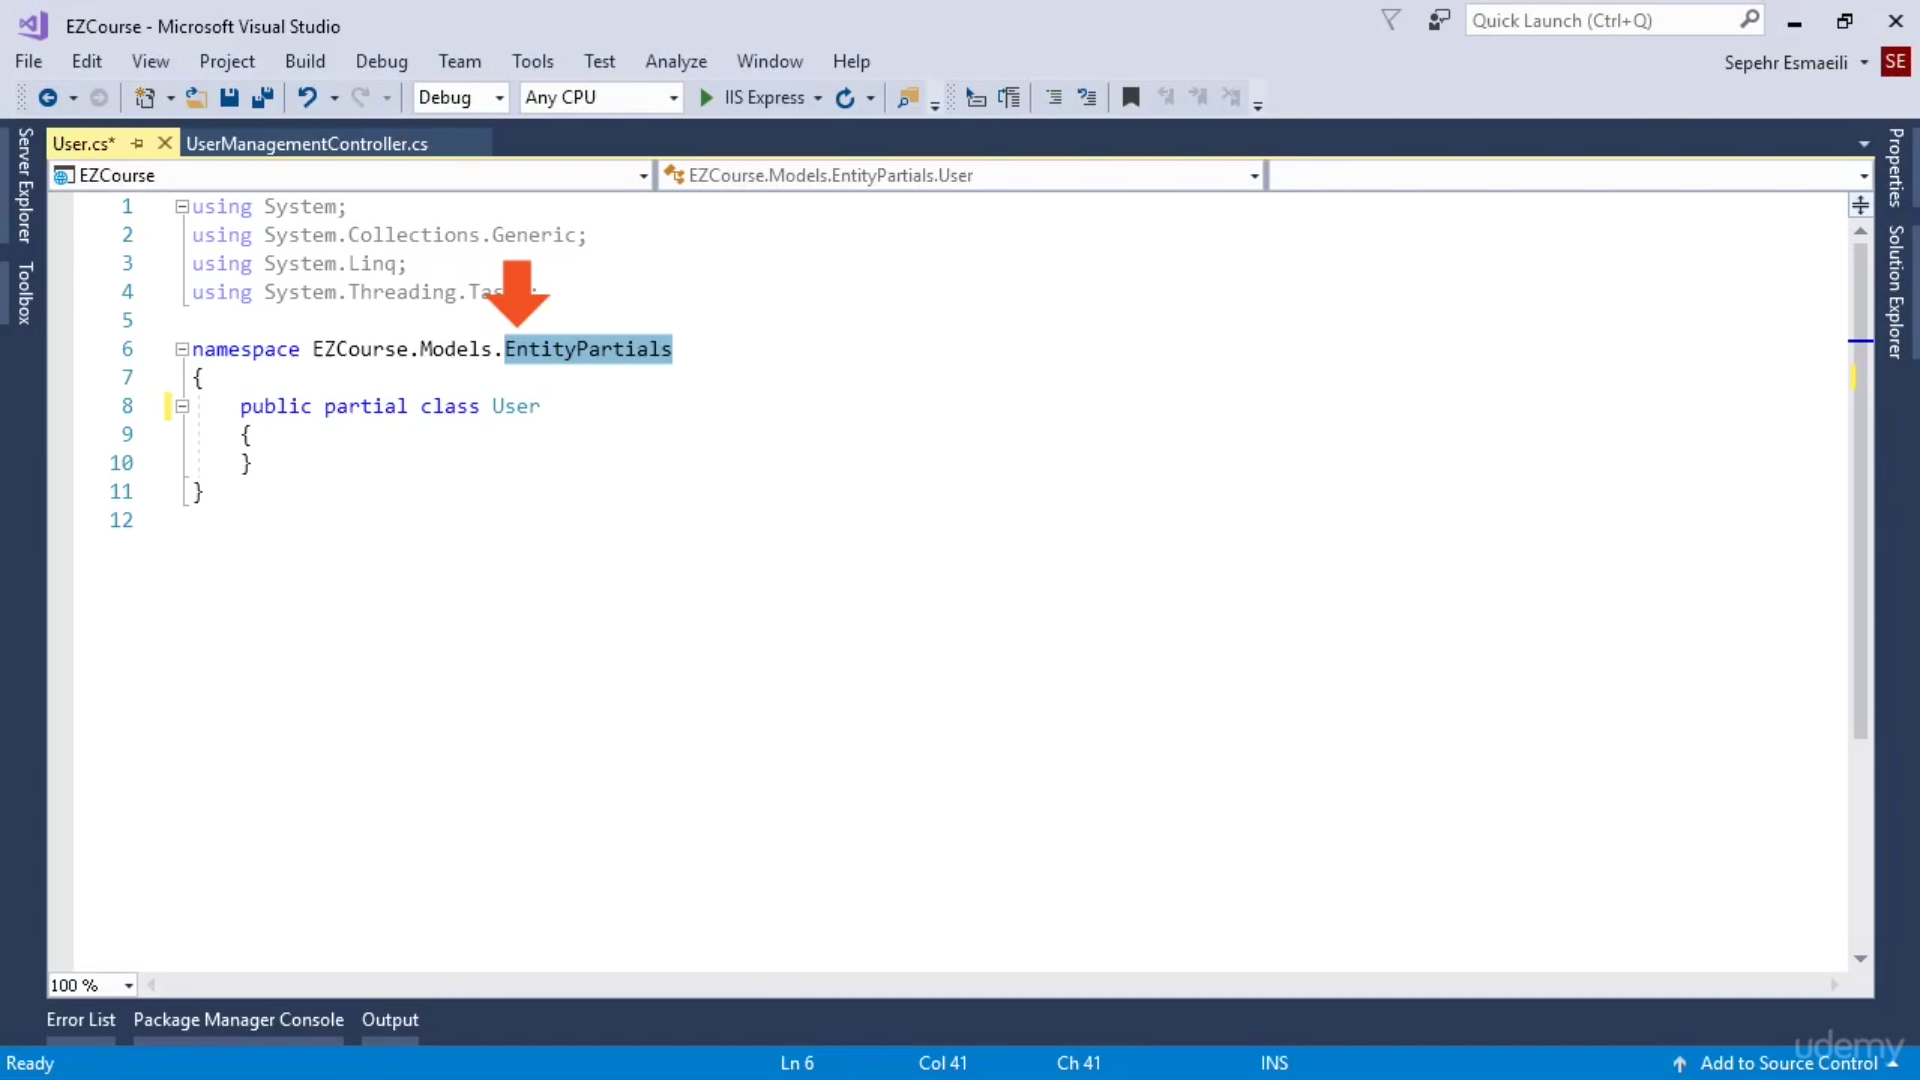 EZCourse - Microsoft Visual Studio
Quick Launch (Ctrl+Q)
File Edit View Project Build Debug Team Tools Test Analyze Window Help
Sepehr Esmaeili SE
Debug Any CPU IIS Express
User.cs* UserManagementController.cs
EZCourse EZCourse.Models.EntityPartials.User
Server Explorer
Toolbox
Properties
Solution Explorer
1 using System;
2 using System.Collections.Generic;
3 using System.Linq;
4 using System.Threading.Tas ;
5
6 namespace EZCourse.Models.EntityPartials
7 {
8 public partial class User
9 {
10 }
11 }
12
100 %
Error List Package Manager Console Output
udemy
Ready Ln 6 Col 41 Ch 41 INS Add to Source Control